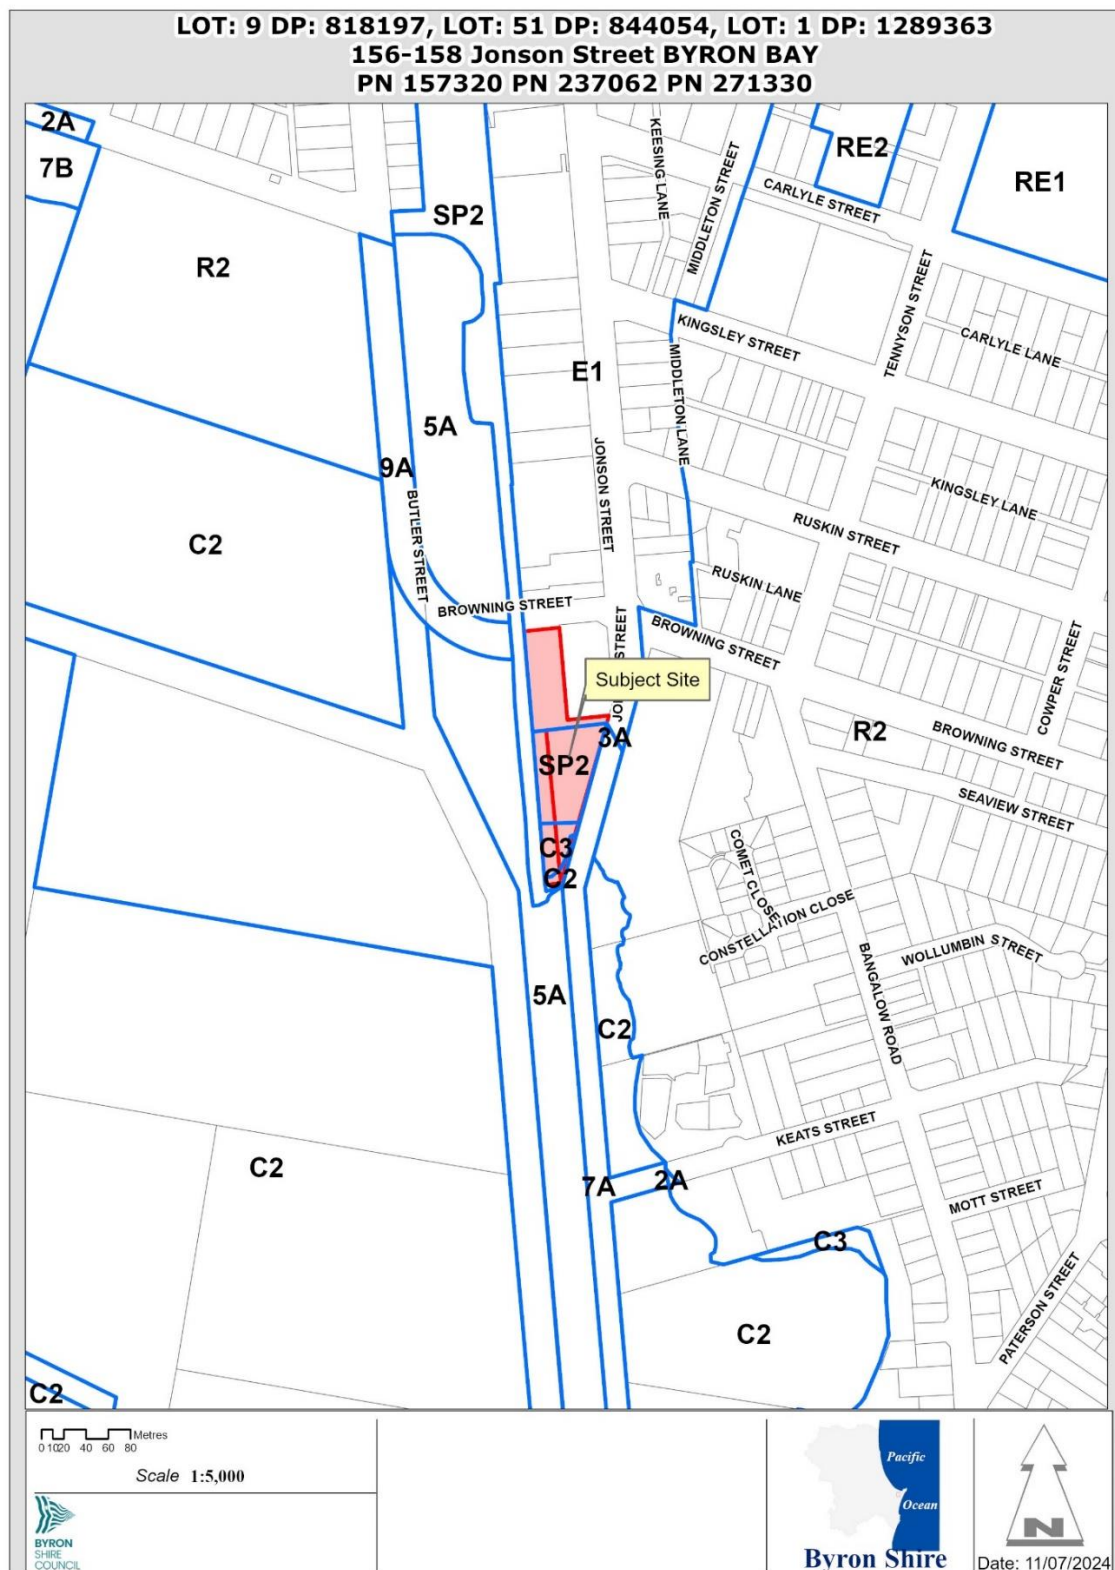 LOT: 9 DP: 818197, LOT: 51 DP: 844054, LOT: 1 DP: 1289363
156-158 Jonson Street BYRON BAY
PN 157320 PN 237062 PN 271330
2A
7B
R2
SP2
KEESING LANE
MIDDLETON STREET
RE2
RE1
CARLYLE STREET
TENNYSON STREET
KINGSLEY STREET
CARLYLE LANE
E1
MIDDLETON LANE
5A
9A
BUTLER STREET
JONSON STREET
KINGSLEY LANE
C2
RUSKIN STREET
RUSKIN LANE
BROWNING STREET
BROWNING STREET
COWPER STREET
Subject Site
3A
SP2
R2
BROWNING STREET
SEAVIEW STREET
C3
C2
COMET CLOSE
CONSTELLATION CLOSE
WOLLUMBIN STREET
BANGALOW ROAD
5A
C2
KEATS STREET
C2
7A
2A
MOTT STREET
C3
PATERSON STREET
C2
C2
Metres
0 10 20 40 60 80
Scale 1:5,000
BYRON
SHIRE
COUNCIL
Pacific
Ocean
Byron Shire
N
Date: 11/07/2024